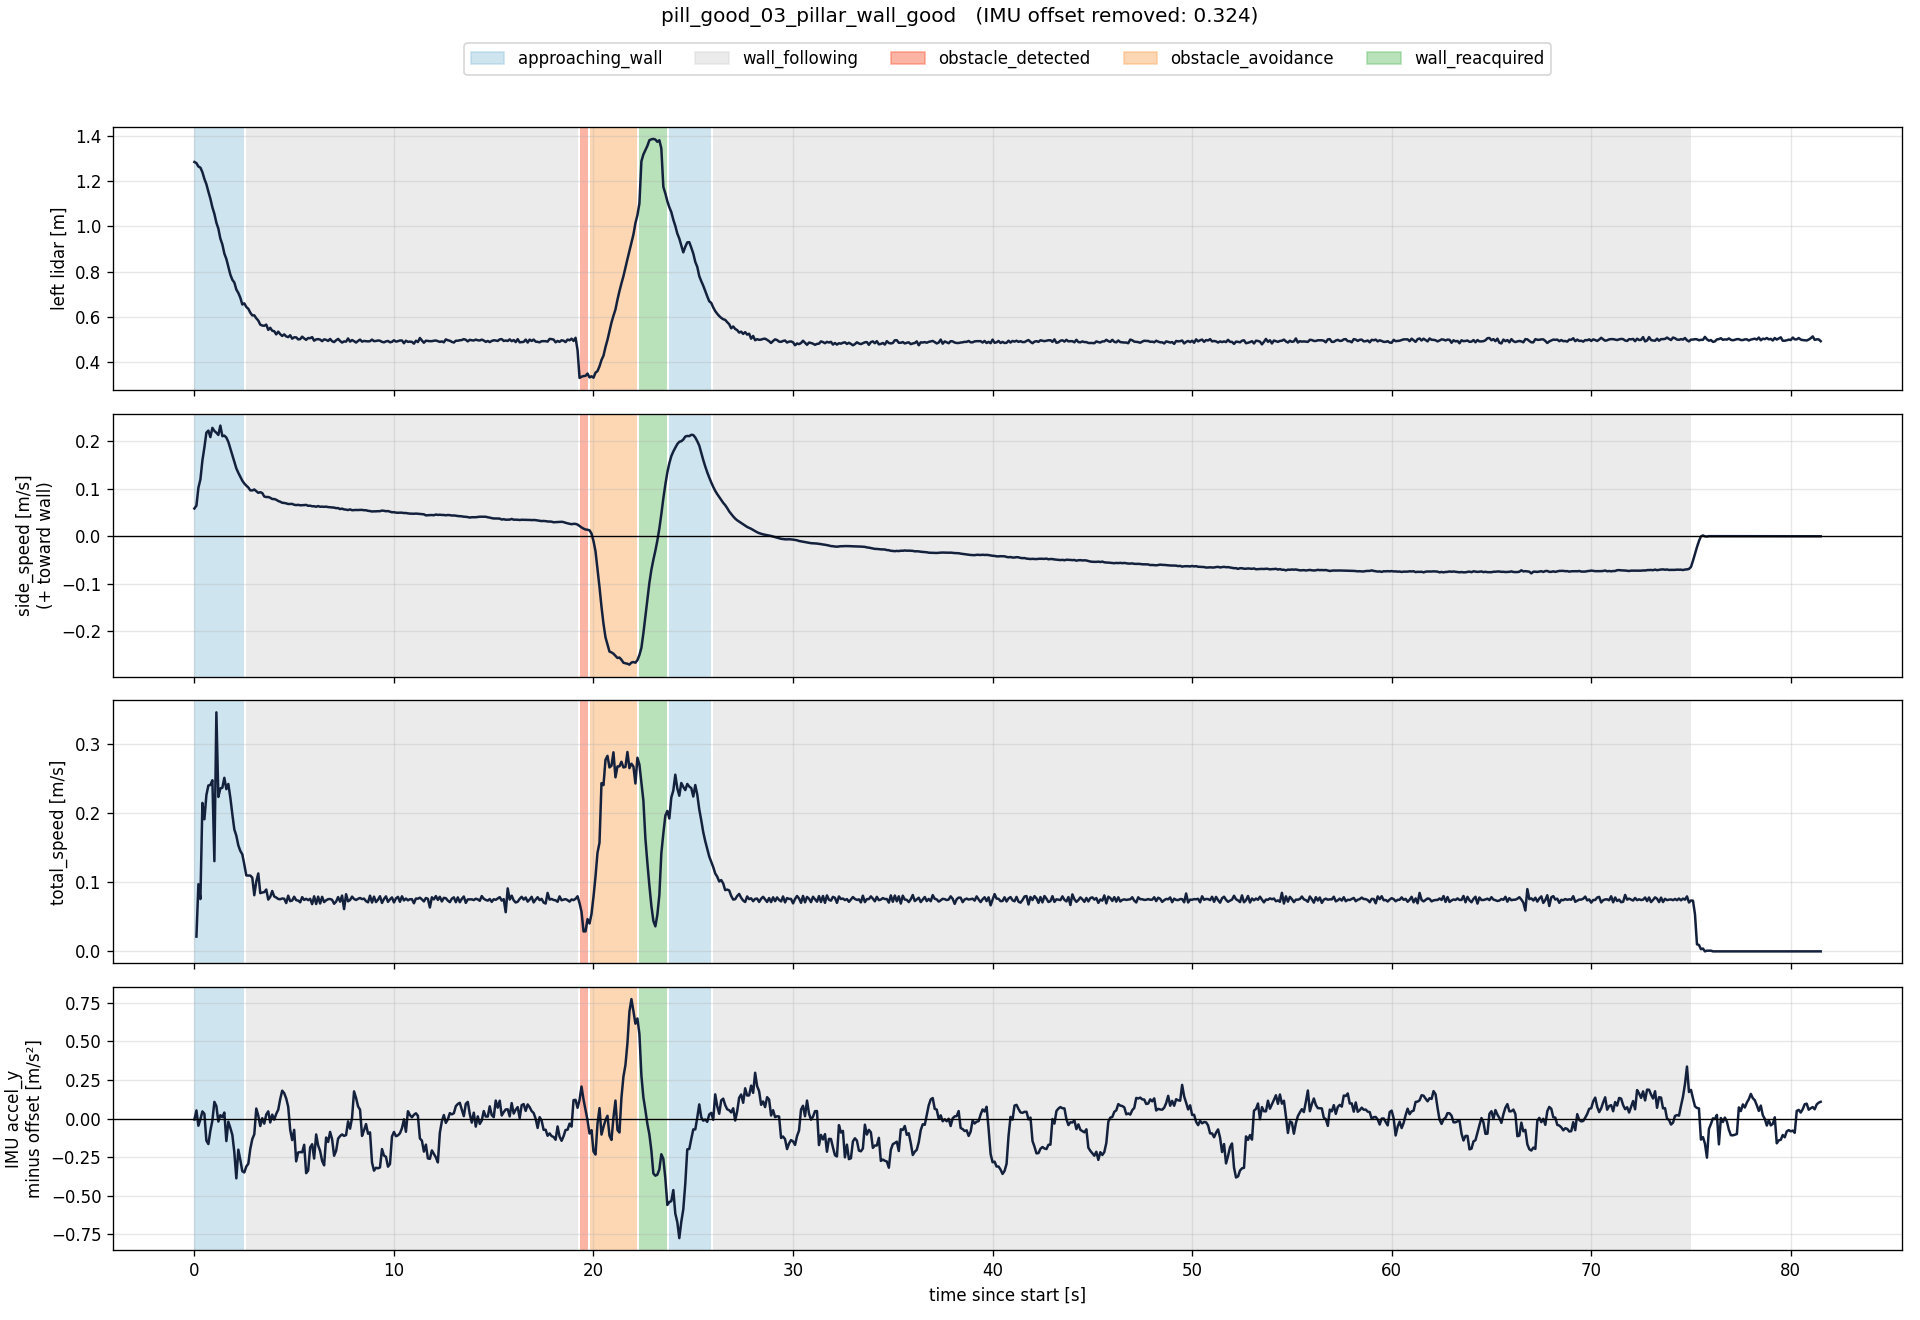 pill_good_03_pillar_wall_good   (IMU offset removed: 0.324)
approaching_wall   wall_following   obstacle_detected   obstacle_avoidance   wall_reacquired
left lidar [m]
1.4
1.2
1.0
0.8
0.6
0.4
side_speed [m/s]
(+ toward wall)
0.2
0.1
0.0
−0.1
−0.2
total_speed [m/s]
0.3
0.2
0.1
0.0
IMU accel_y
minus offset [m/s²]
0.75
0.50
0.25
0.00
−0.25
−0.50
−0.75
0 10 20 30 40 50 60 70 80
time since start [s]